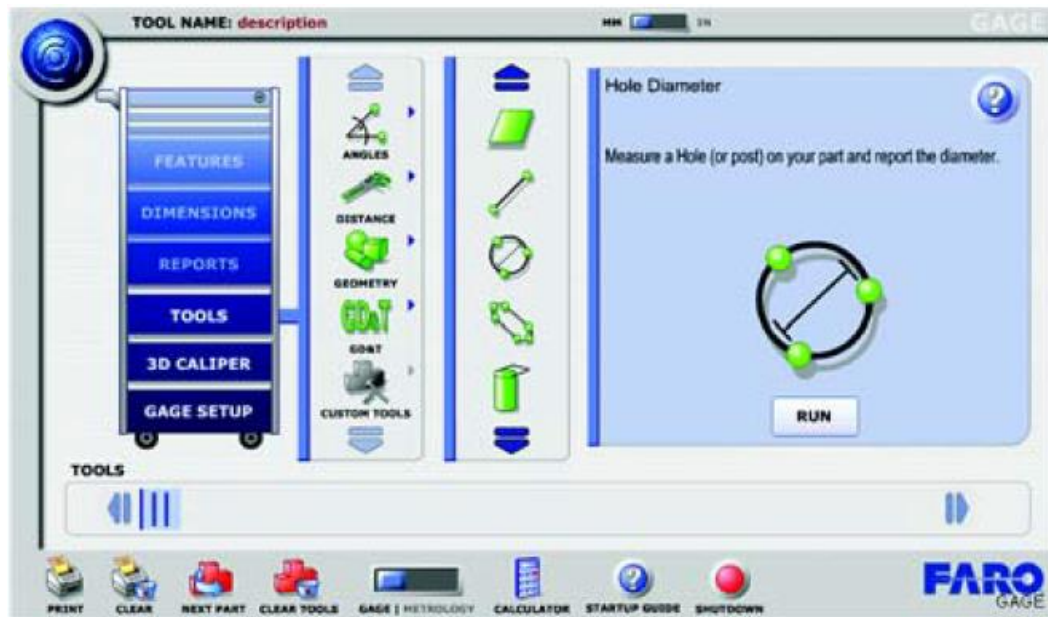 TOOL NAME: description
MM IN
GAGE
FEATURES
DIMENSIONS
REPORTS
TOOLS
3D CALIPER
GAGE SETUP
ANGLES
DISTANCE
GEOMETRY
GD&T
GD&T
CUSTOM TOOLS
Hole Diameter
?
Measure a Hole (or post) on your part and report the diameter.
RUN
TOOLS
PRINT
CLEAR
NEXT PART
CLEAR TOOLS
GAGE | METROLOGY
CALCULATOR
?
STARTUP GUIDE
SHUTDOWN
FARO
GAGE